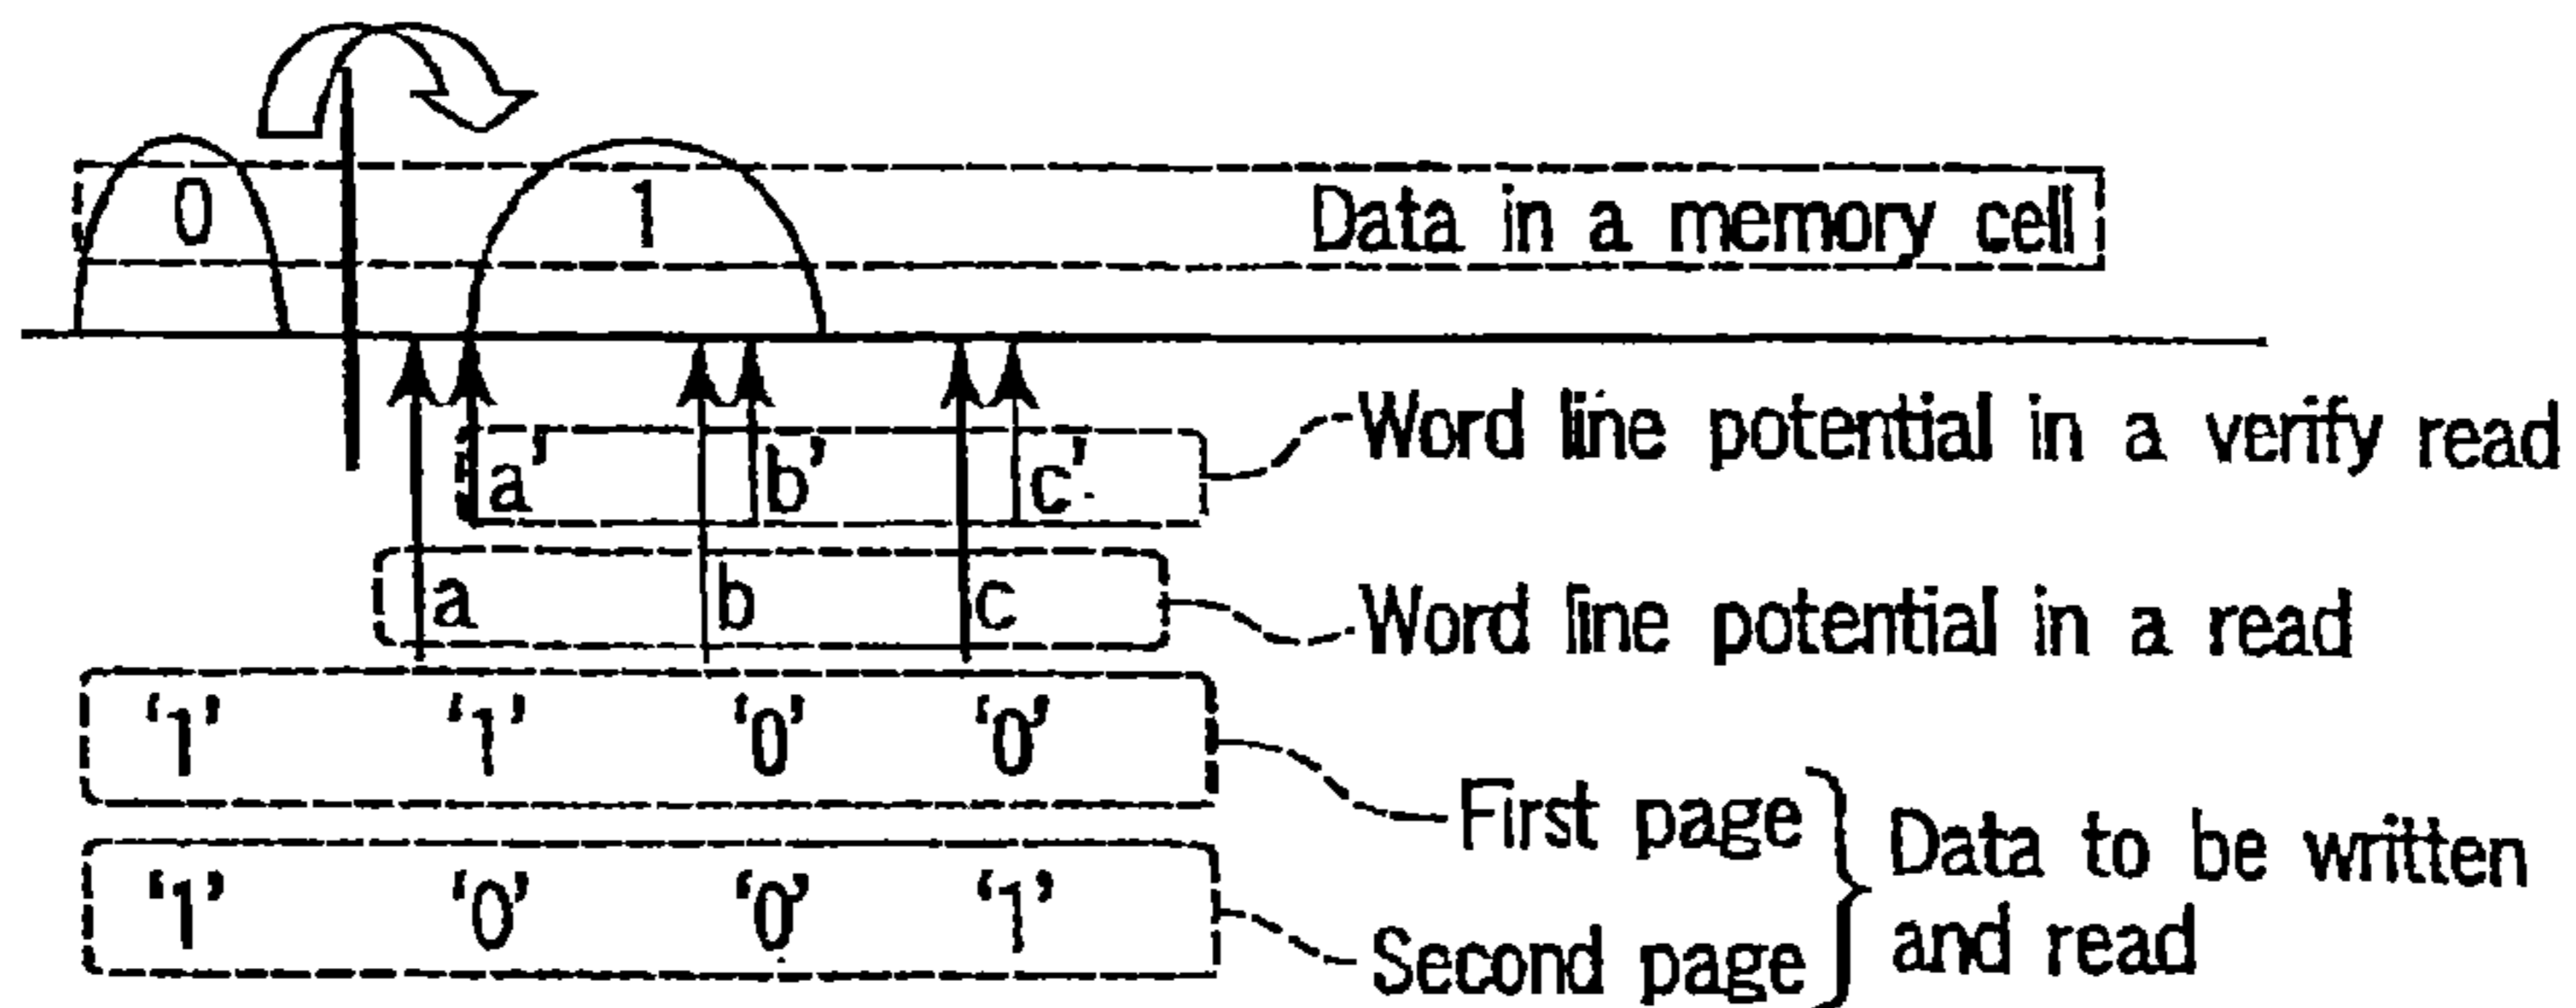 0 1 Data in a memory cell
a' b' c' Word line potential in a verify read
a b c Word line potential in a read
‘1’ ‘1’ ‘0’ ‘0’ First page
‘1’ ‘0’ ‘0’ ‘1’ Second page
Data to be written
and read